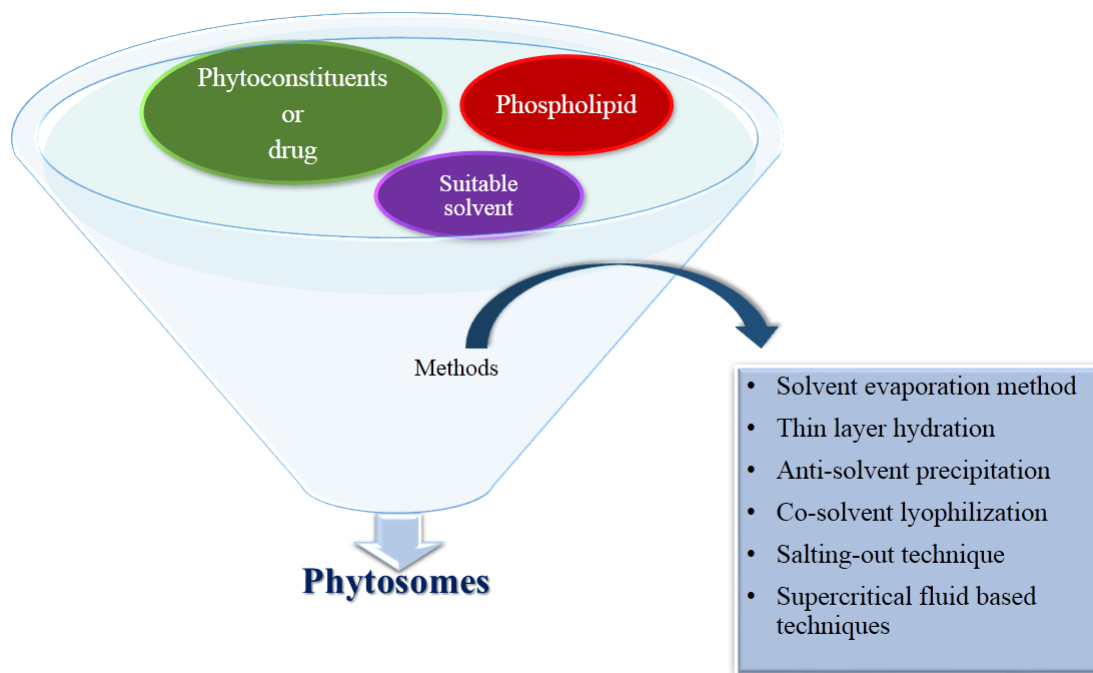 Phytoconstituents
or
drug
Phospholipid
Suitable
solvent
Methods
• Solvent evaporation method
• Thin layer hydration
• Anti-solvent precipitation
• Co-solvent lyophilization
• Salting-out technique
• Supercritical fluid based
techniques
Phytosomes